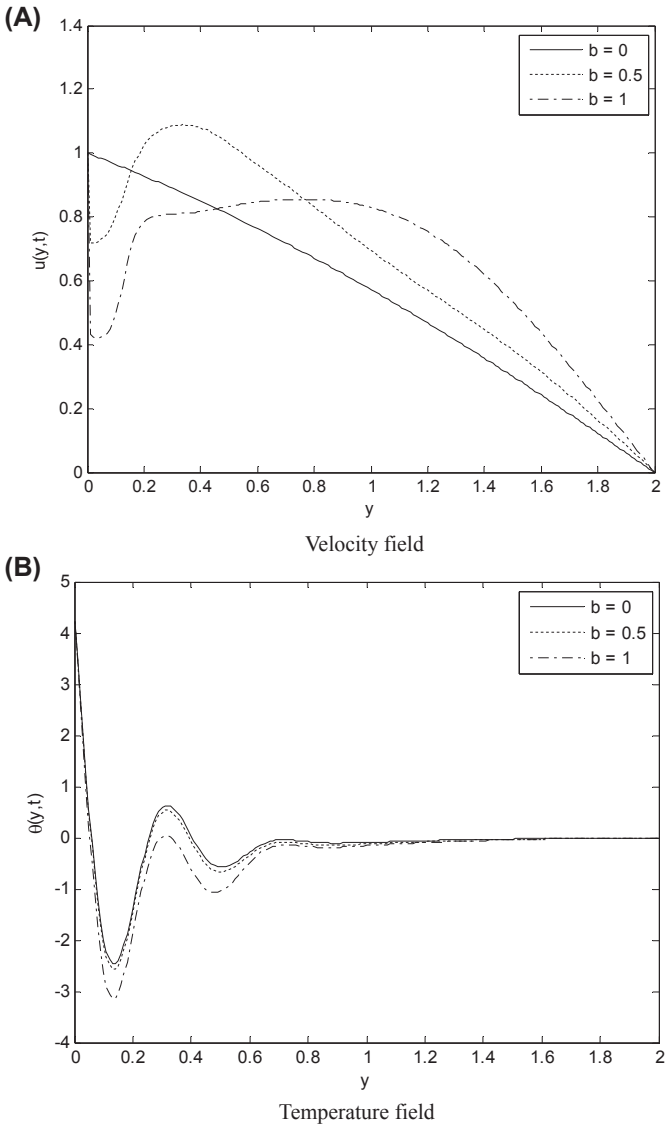 (A)
1.4
1.2
1
0.8
0.6
0.4
0.2
0
u(y,t)
b = 0
b = 0.5
b = 1
0 0.2 0.4 0.6 0.8 1 1.2 1.4 1.6 1.8 2
y
Velocity field
(B)
5
4
3
2
1
0
-1
-2
-3
-4
θ(y,t)
b = 0
b = 0.5
b = 1
0 0.2 0.4 0.6 0.8 1 1.2 1.4 1.6 1.8 2
y
Temperature field